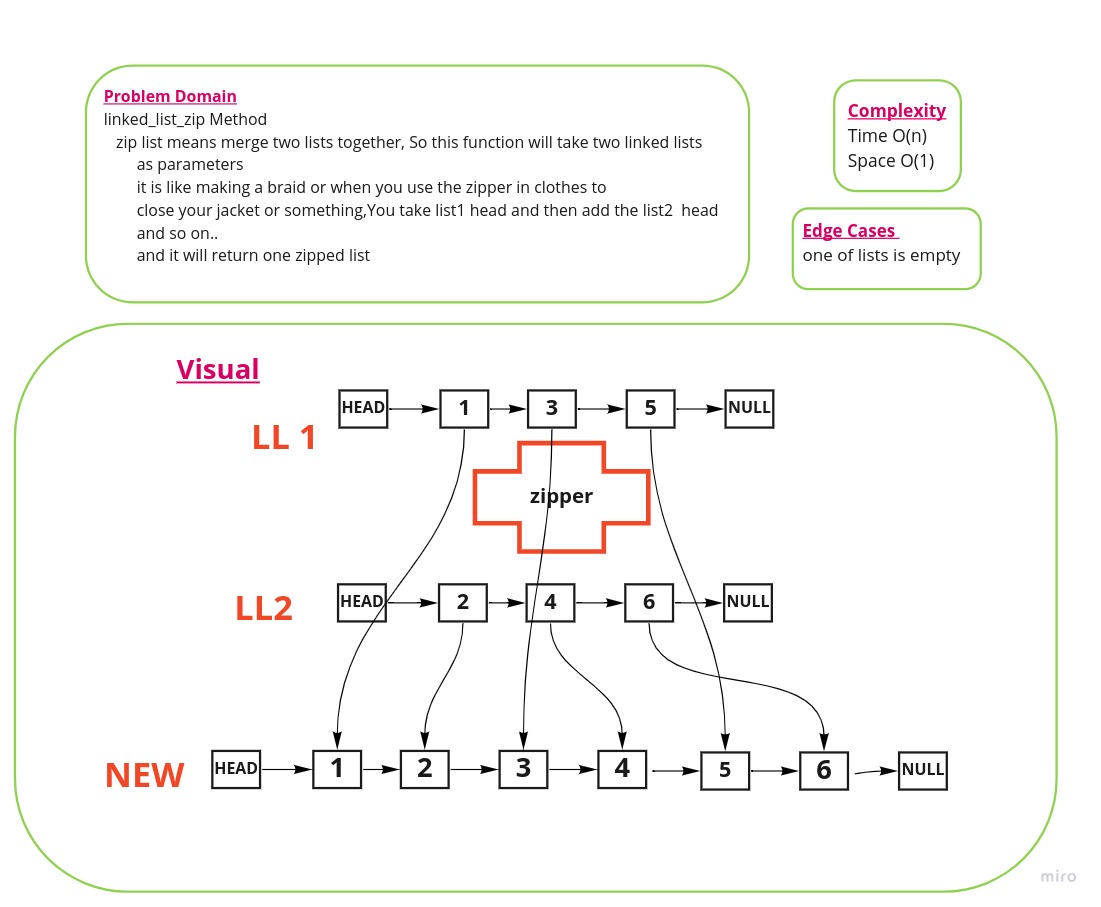 Problem Domain
linked_list_zip Method
zip list means merge two lists together, So this function will take two linked lists
as parameters
it is like making a braid or when you use the zipper in clothes to
close your jacket or something,You take list1 head and then add the list2  head
and so on..
and it will return one zipped list
Complexity
Time O(n)
Space O(1)
Edge Cases
one of lists is empty
Visual
LL 1
HEAD 1 3 5 NULL
zipper
LL2
HEAD 2 4 6 NULL
NEW
HEAD 1 2 3 4 5 6 NULL
miro